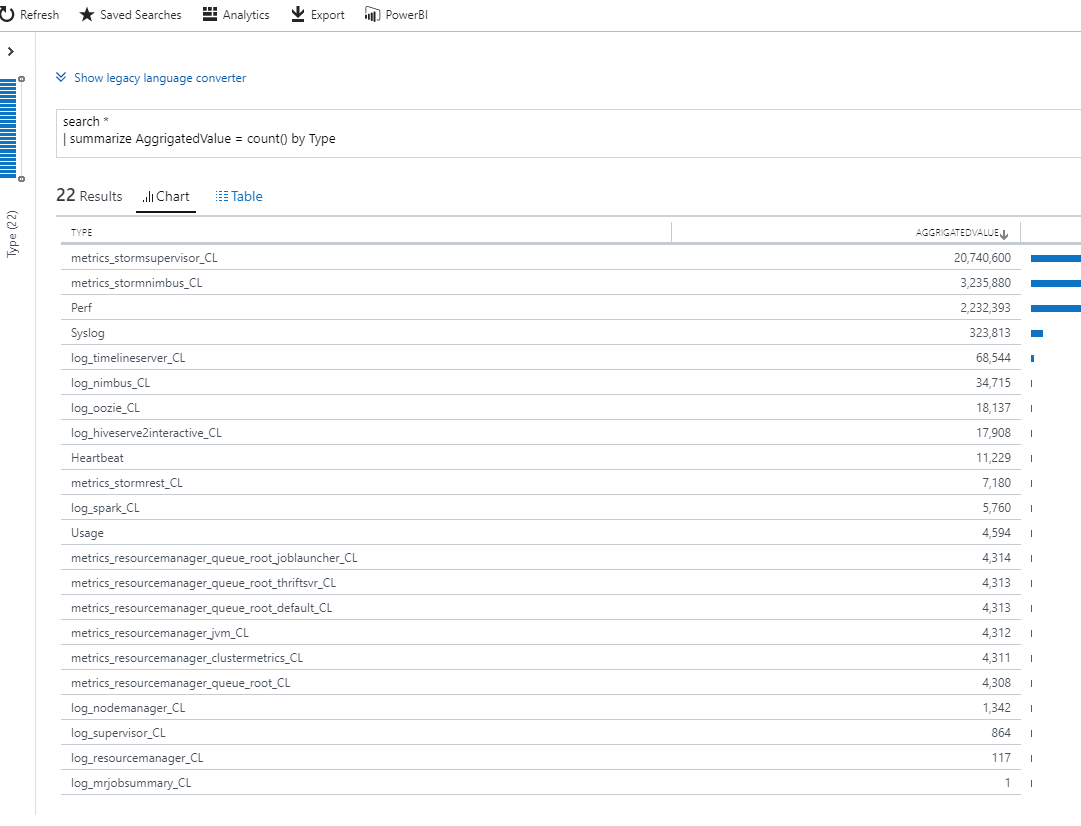 Refresh Saved Searches Analytics Export PowerBI
Show legacy language converter
search *
| summarize AggrigatedValue = count() by Type
22 Results Chart Table
Type (22)
TYPE AGGRIGATEDVALUE
metrics_stormsupervisor_CL 20,740,600
metrics_stormnimbus_CL 3,235,880
Perf 2,232,393
Syslog 323,813
log_timelineserver_CL 68,544
log_nimbus_CL 34,715
log_oozie_CL 18,137
log_hiveserve2interactive_CL 17,908
Heartbeat 11,229
metrics_stormrest_CL 7,180
log_spark_CL 5,760
Usage 4,594
metrics_resourcemanager_queue_root_joblauncher_CL 4,314
metrics_resourcemanager_queue_root_thriftsvr_CL 4,313
metrics_resourcemanager_queue_root_default_CL 4,313
metrics_resourcemanager_jvm_CL 4,312
metrics_resourcemanager_clustermetrics_CL 4,311
metrics_resourcemanager_queue_root_CL 4,308
log_nodemanager_CL 1,342
log_supervisor_CL 864
log_resourcemanager_CL 117
log_mrjobsummary_CL 1